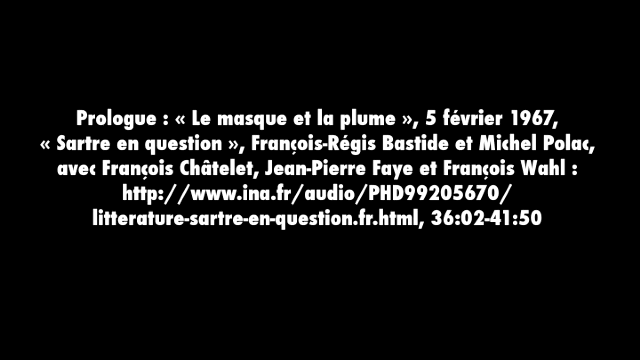 Prologue : « Le masque et la plume », 5 février 1967,
« Sartre en question », François-Régis Bastide et Michel Polac,
avec François Châtelet, Jean-Pierre Faye et François Wahl :
http://www.ina.fr/audio/PHD99205670/
litterature-sartre-en-question.fr.html, 36:02-41:50